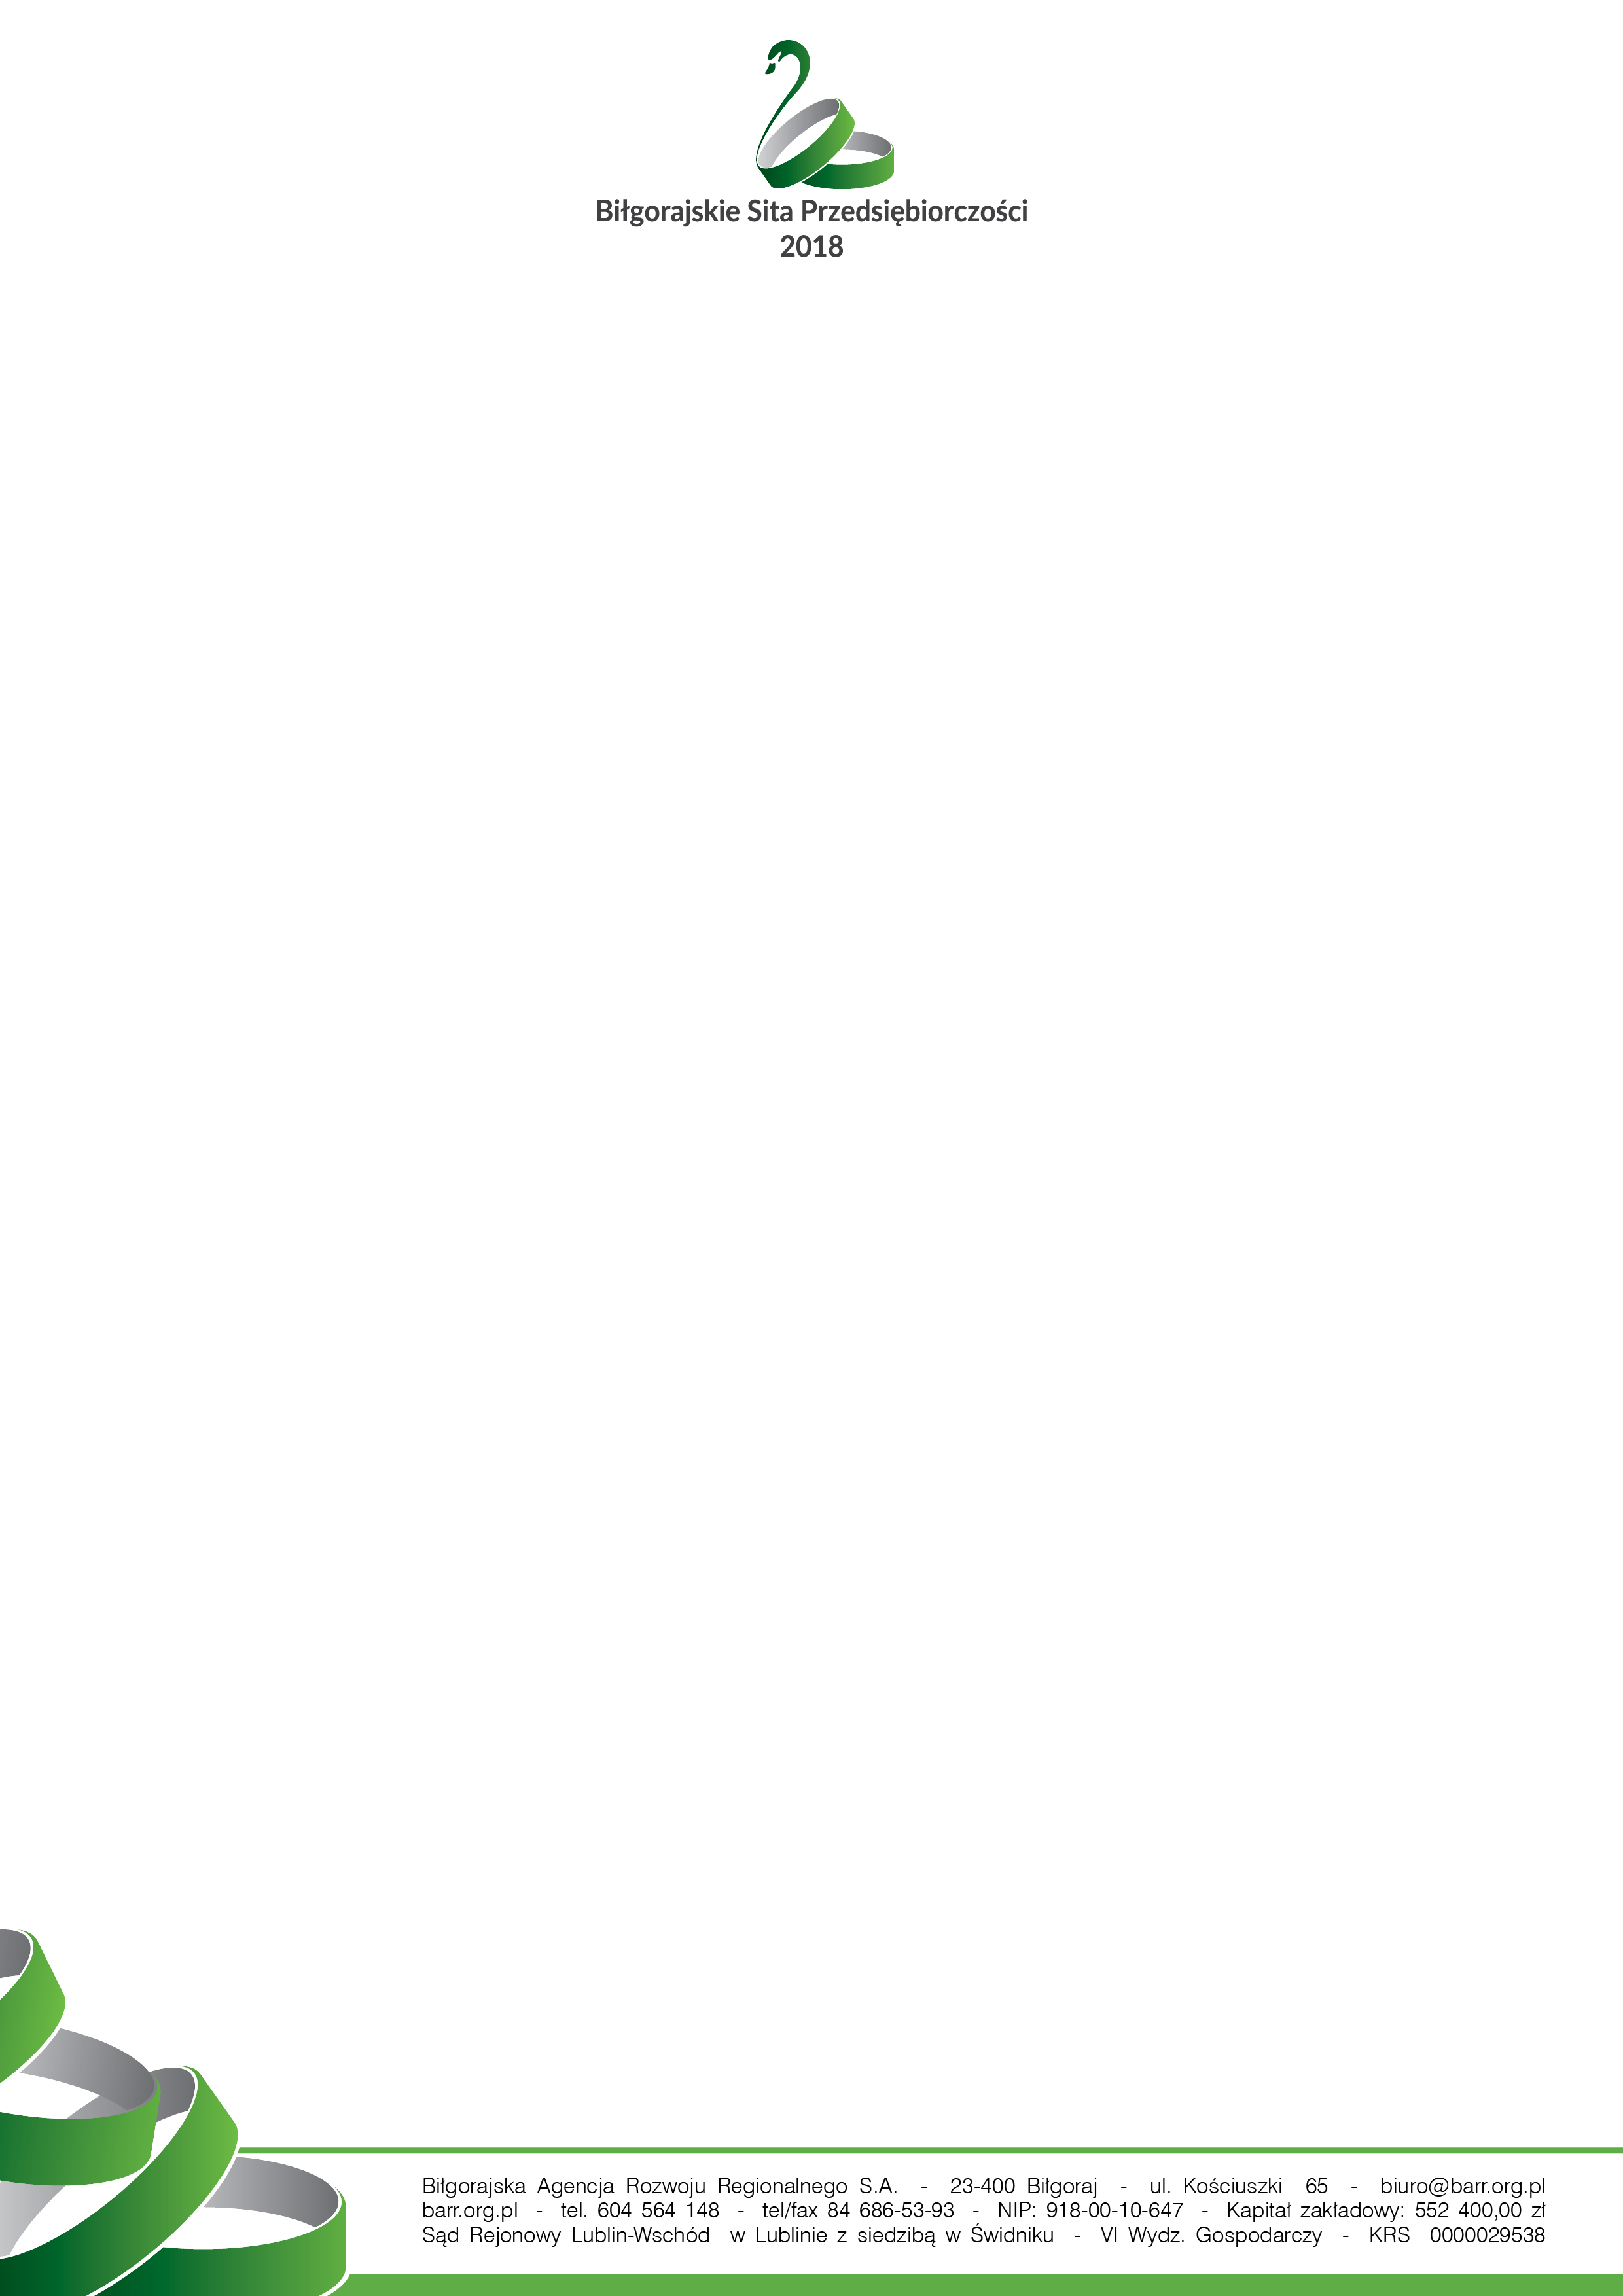 Biłgorajskie Sita Przedsiębiorczości
2018
Biłgorajska Agencja Rozwoju Regionalnego S.A. - 23-400 Biłgoraj - ul. Kościuszki 65 - biuro@barr.org.pl
barr.org.pl - tel. 604 564 148 - tel/fax 84 686-53-93 - NIP: 918-00-10-647 - Kapitał zakładowy: 552 400,00 zł
Sąd Rejonowy Lublin-Wschód w Lublinie z siedzibą w Świdniku - VI Wydz. Gospodarczy - KRS 0000029538